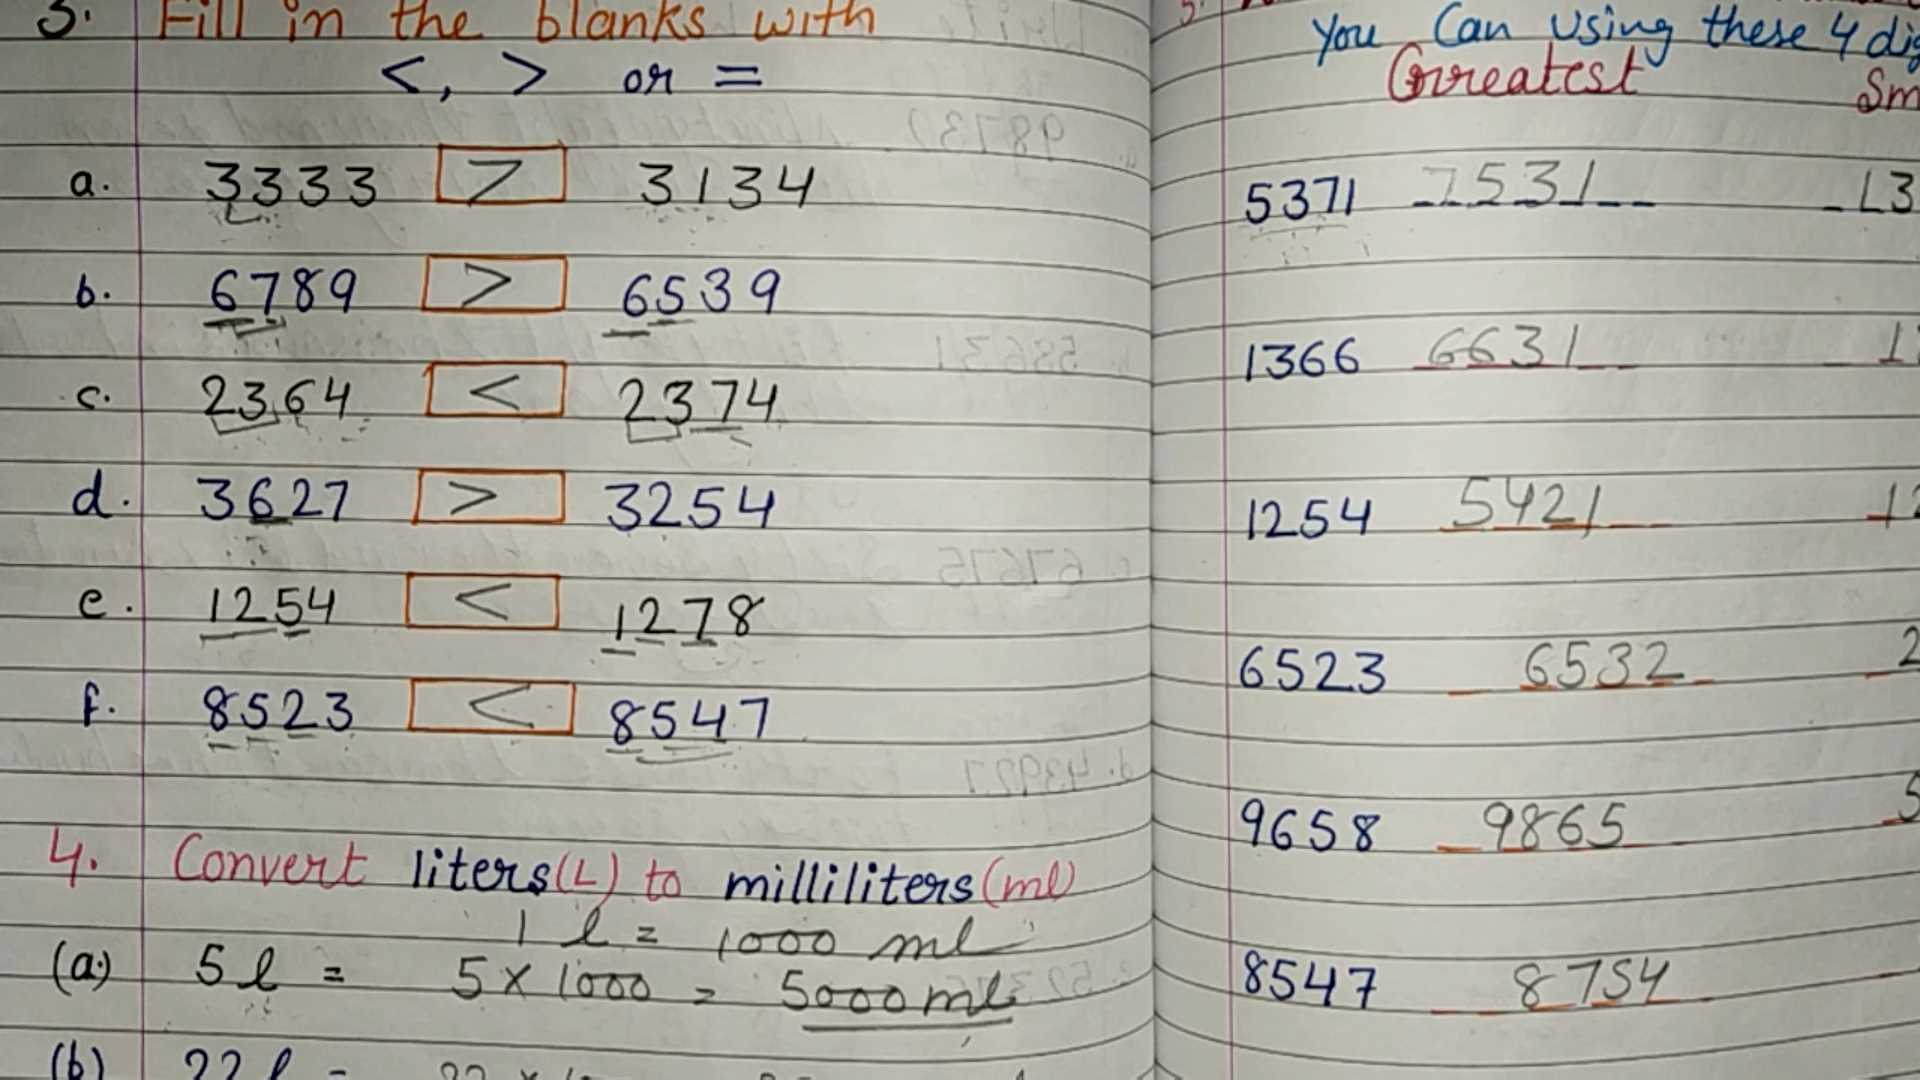 3. Fill in the blanks with
<, > or =
a. 3333 > 3134
b. 6789 > 6539
c. 2364 < 2374
d. 3627 > 3254
e. 1254 < 1278
f. 8523 < 8547
4. Convert liters(L) to milliliters(ml)
1 l = 1000 ml
(a.) 5 l = 5 x 1000 = 5000 ml
(b) 22 l =
You Can Using these 4
Greatest
5371 7531
1366 6631
1254 5421
6523 6532
9658 9865
8547 8754